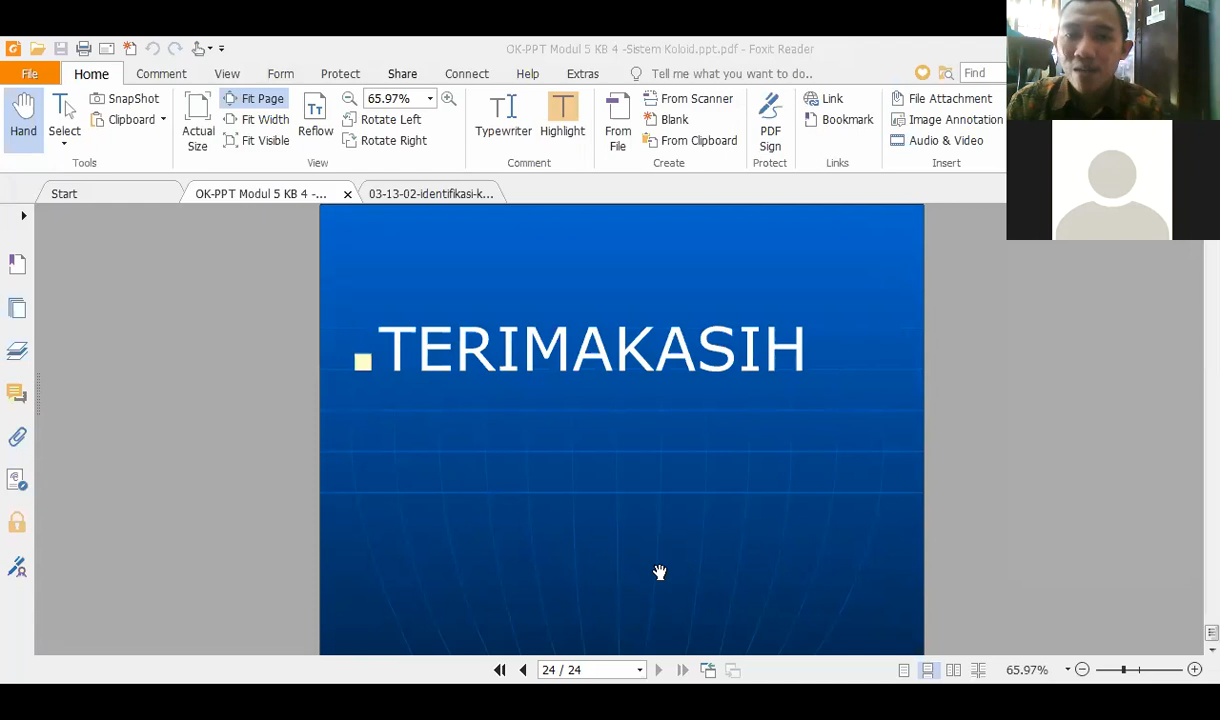 OK-PPT Modul 5 KB 4 -Sistem Koloid.ppt.pdf - Foxit Reader
File Home Comment View Form Protect Share Connect Help Extras Tell me what you want to do.. Find
Hand
Select
SnapShot
Clipboard
Tools
Actual Size
Fit Page
Fit Width
Fit Visible
Reflow
65.97%
Rotate Left
Rotate Right
View
Typewriter
Highlight
Comment
From File
From Scanner
Blank
From Clipboard
Create
PDF Sign
Protect
Link
Bookmark
Links
File Attachment
Image Annotation
Audio & Video
Insert
Start
OK-PPT Modul 5 KB 4 -...
03-13-02-identifikasi-k...
TERIMAKASIH
24 / 24
65.97%